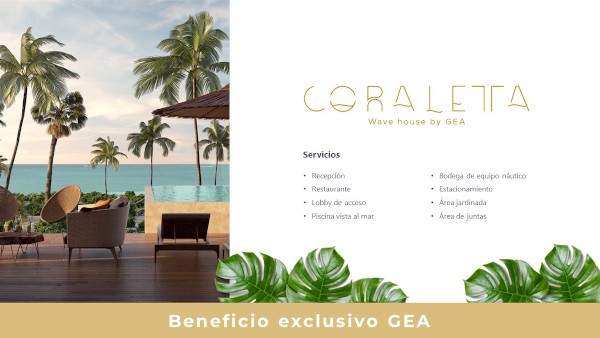 CORALETTA
Wave house by GEA
Servicios
• Recepción
• Restaurante
• Lobby de acceso
• Piscina vista al mar
• Bodega de equipo náutico
• Estacionamiento
• Área jardinada
• Área de juntas
Beneficio exclusivo GEA